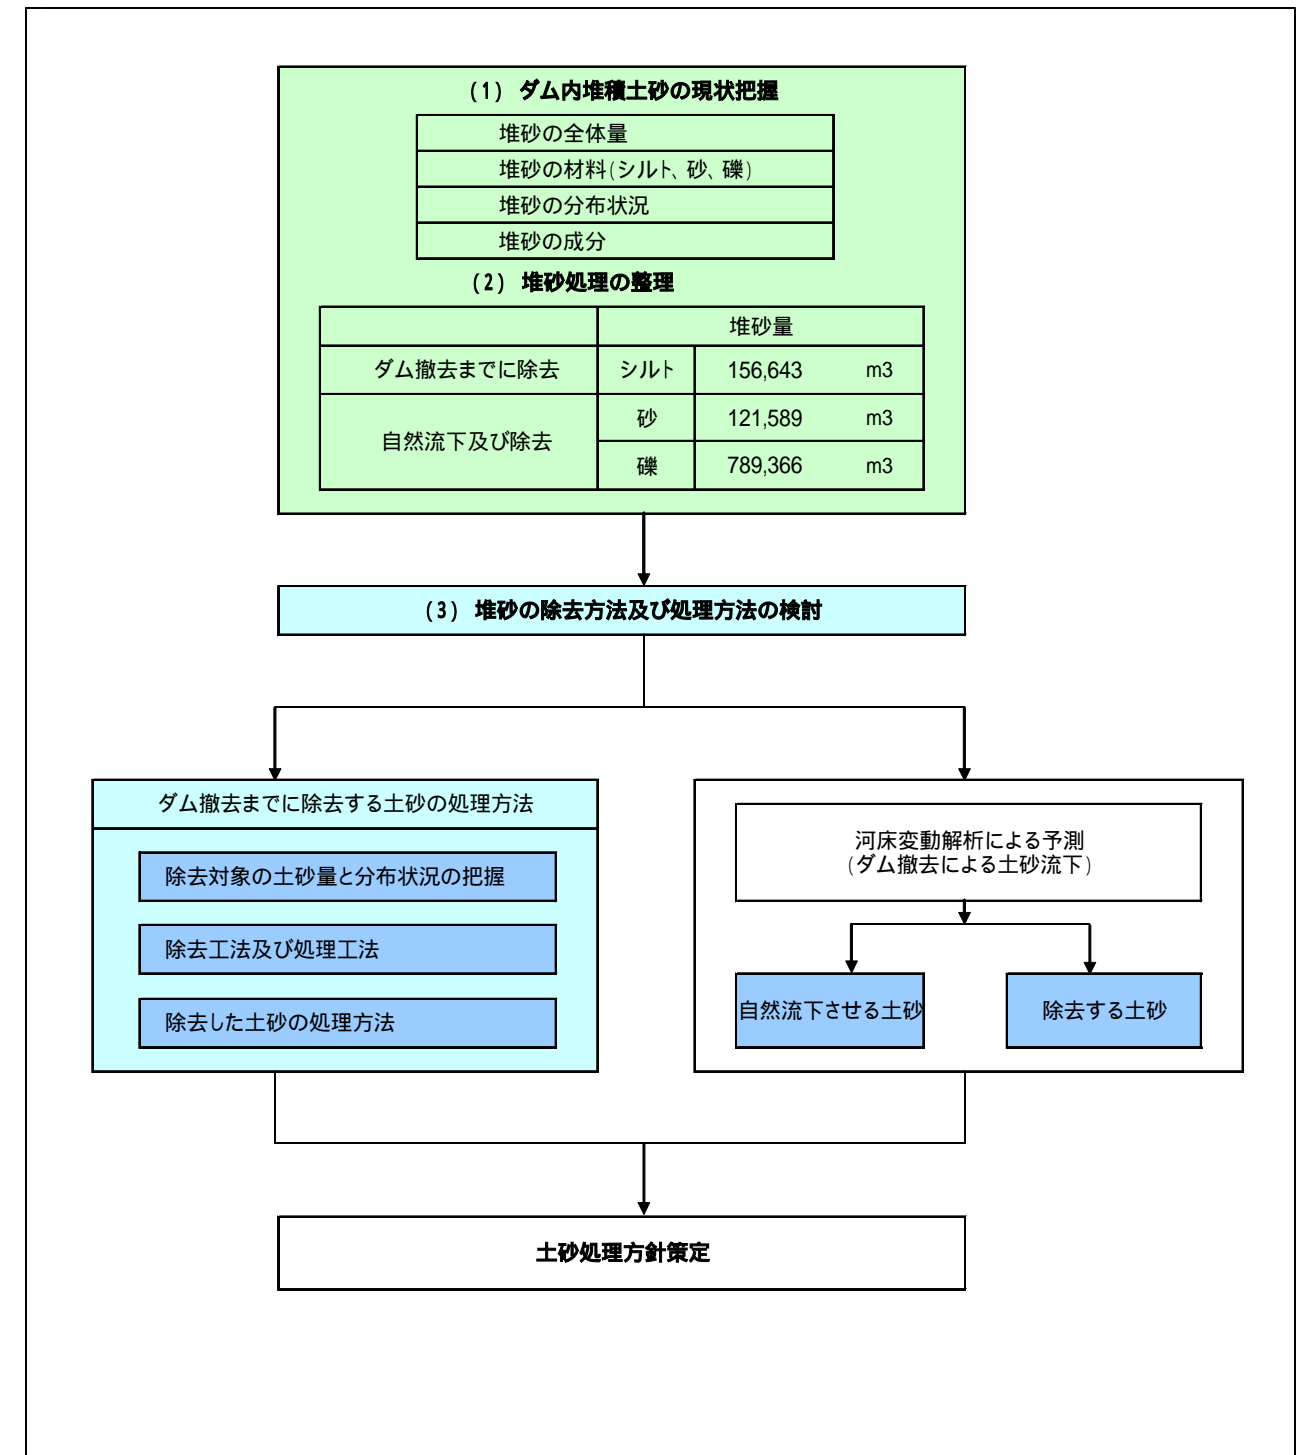 (1) ダム内堆積土砂の現状把握
堆砂の全体量
堆砂の材料(シルト、砂、礫)
堆砂の分布状況
堆砂の成分
(2) 堆砂処理の整理
堆砂量
ダム撤去までに除去 シルト 156,643 m3
自然流下及び除去 砂 121,589 m3
礫 789,366 m3
(3) 堆砂の除去方法及び処理方法の検討
ダム撤去までに除去する土砂の処理方法
除去対象の土砂量と分布状況の把握
除去工法及び処理工法
除去した土砂の処理方法
河床変動解析による予測
(ダム撤去による土砂流下)
自然流下させる土砂 除去する土砂
土砂処理方針策定